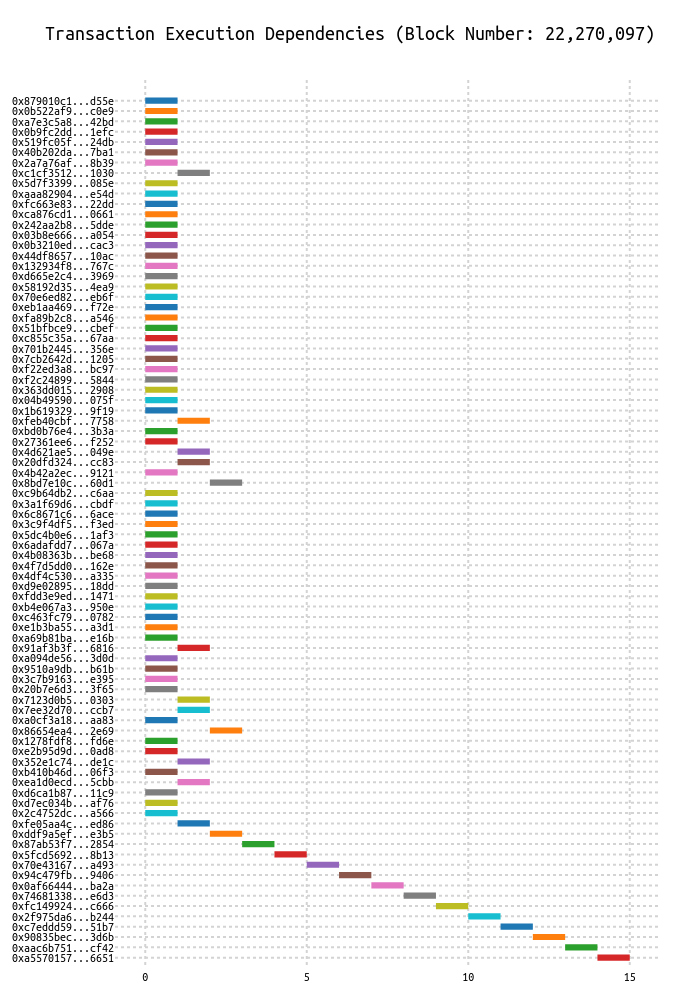 Transaction Execution Dependencies (Block Number: 22,270,097)
0x879010c1...d55e
0x0b522af9...c0e9
0xa7e3c5a8...42bd
0x0b9fc2dd...1efc
0x519fc05f...24db
0x40b202da...7ba1
0x2a7a76af...8b39
0xc1cf3512...1030
0x5d7f3399...085e
0xaaa82904...e54d
0xfc663e83...22dd
0xca876cd1...0661
0x242aa2b8...5dde
0x03b8e666...a054
0x0b3210ed...cac3
0x44df8657...10ac
0x132934f8...767c
0xd665e2c4...3969
0x58192d35...4ea9
0x70e6ed82...eb6f
0xeb1aa469...f72e
0xfa89b2c8...a546
0x51bfbce9...cbef
0xc855c35a...67aa
0x701b2445...356e
0x7cb2642d...1205
0xf22ed3a8...bc97
0xf2c24899...5844
0x363dd015...2908
0x04b49590...075f
0x1b619329...9f19
0xfeb40cbf...7758
0xbd0b76e4...3b3a
0x27361ee6...f252
0x4d621ae5...049e
0x20dfd324...cc83
0x4b42a2ec...9121
0x8bd7e10c...60d1
0xc9b64db2...c6aa
0x3a1f69d6...cbdf
0x6c8671c6...6ace
0x3c9f4df5...f3ed
0x5dc4b0e6...1af3
0x6adafdd7...067a
0x4b08363b...be68
0x4f7d5dd0...162e
0x4df4c530...a335
0xd9e02895...18dd
0xfdd3e9ed...1471
0xb4e067a3...950e
0xc463fc79...0782
0xe1b3ba55...a3d1
0xa69b81ba...e16b
0x91af3b3f...6816
0xa094de56...3d0d
0x9510a9db...b61b
0x3c7b9163...e395
0x20b7e6d3...3f65
0x7123d0b5...0303
0x7ee32d70...ccb7
0xa0cf3a18...aa83
0x86654ea4...2e69
0x1278fdf8...fd6e
0xe2b95d9d...0ad8
0x352e1c74...de1c
0xb410b46d...06f3
0xea1d0ecd...5cbb
0xd6ca1b87...11c9
0xd7ec034b...af76
0x2c4752dc...a566
0xfe05aa4c...ed86
0xddf9a5ef...e3b5
0x87ab53f7...2854
0x5fcd5692...8b13
0x70e43167...a493
0x94c479fb...9406
0x0af66444...ba2a
0x74681338...e6d3
0xfc149924...c666
0x2f975da6...b244
0xc7eddd59...51b7
0x90835bec...3d6b
0xaac6b751...cf42
0xa5570157...6651
0 5 10 15